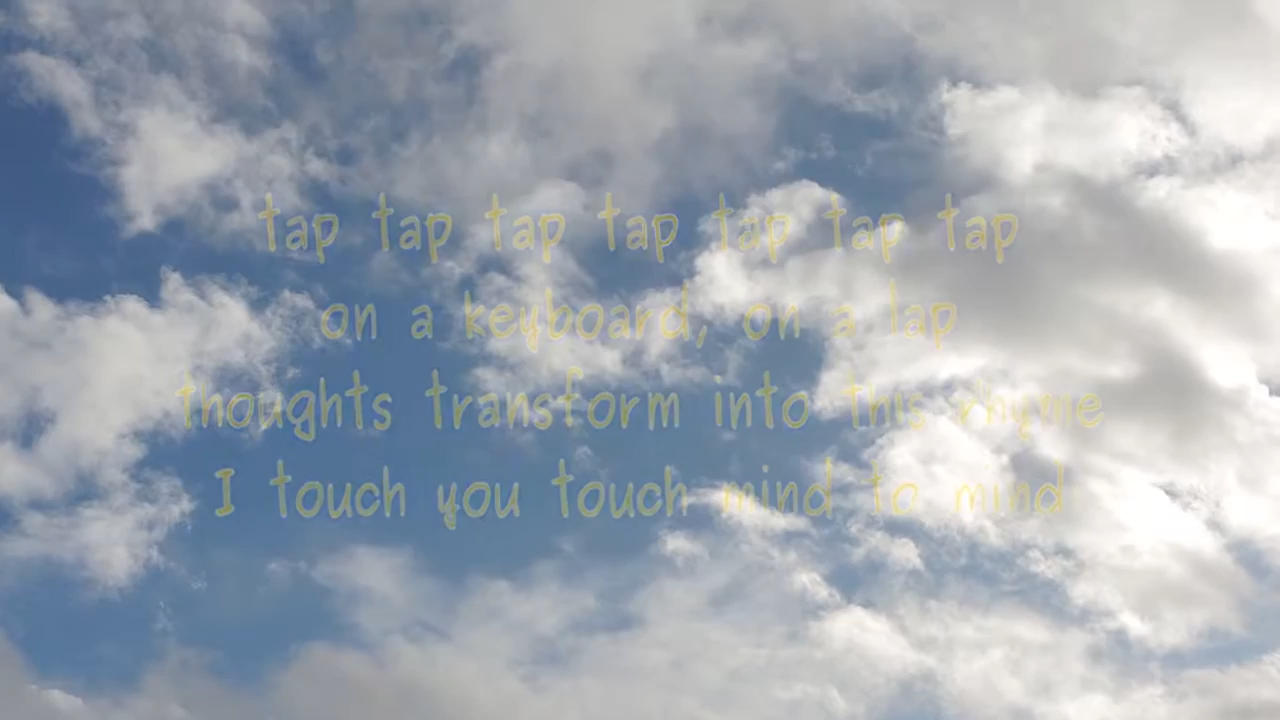 tap tap tap tap tap tap tap
on a keyboard, on a lap
thoughts transform into this rhyme
I touch you touch mind to mind